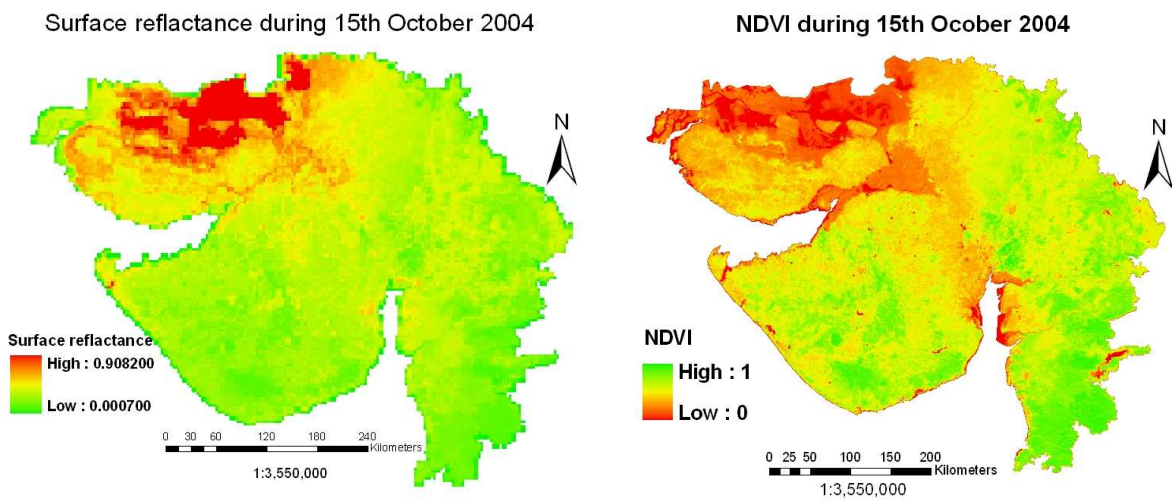 Surface reflactance during 15th October 2004
N
Surface reflactance
High : 0.908200
Low : 0.000700
0 30 60 120 180 240
Kilometers
1:3,550,000
NDVI during 15th Ocober 2004
N
NDVI
High : 1
Low : 0
0 25 50 100 150 200
Kilometers
1:3,550,000